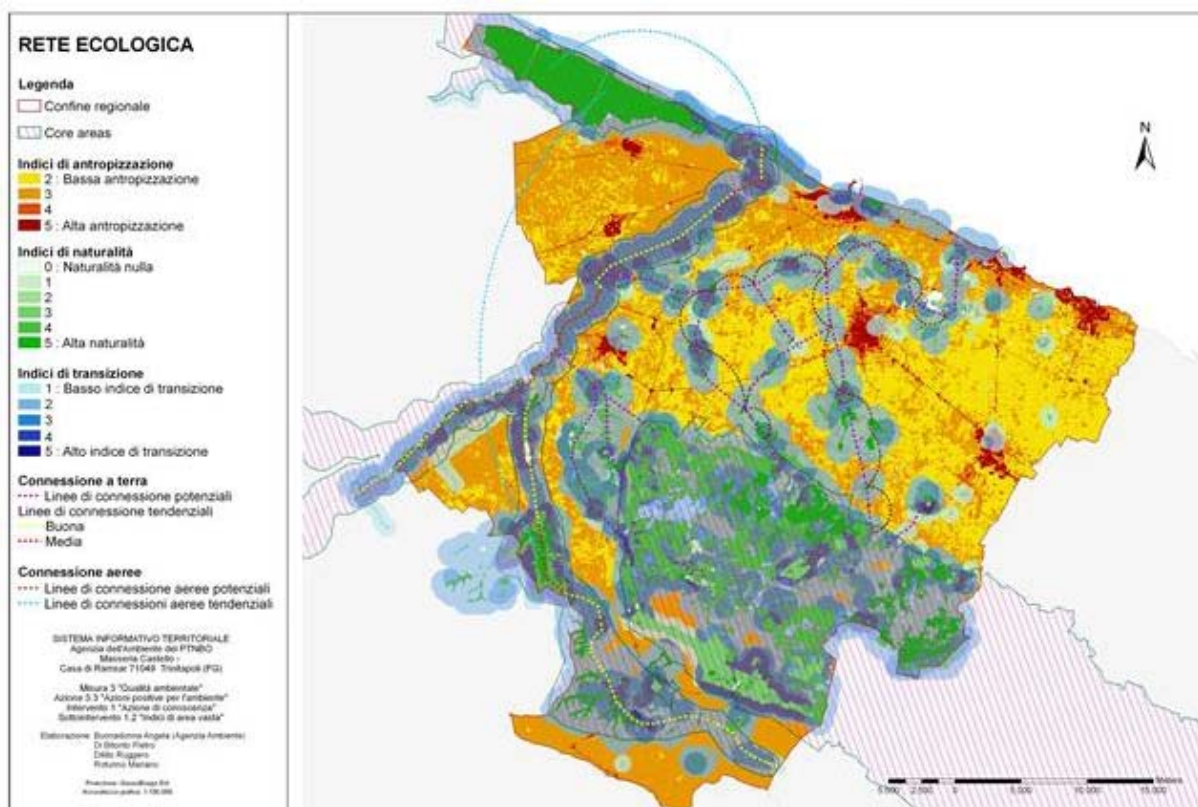 RETE ECOLOGICA
Legenda
Confine regionale
Core areas
Indici di antropizzazione
2 : Bassa antropizzazione
3
4
5 : Alta antropizzazione
Indici di naturalità
0 : Naturalità nulla
1
2
3
4
5 : Alta naturalità
Indici di transizione
1 : Basso indice di transizione
2
3
4
5 : Alto indice di transizione
Connessione a terra
Linee di connessione potenziali
Linee di connessione tendenziali
Buona
Media
Connessione aeree
Linee di connessione aeree potenziali
Linee di connessioni aeree tendenziali
SISTEMA INFORMATIVO TERRITORIALE
Agenzia dell'Ambiente del PTNBO
Masseria Castello -
Casa di Ramsar 71049 Trinitapoli (FG)
Misura 3 "Qualità ambientale"
Azione 3.3 "Azioni positive per l'ambiente"
Intervento 1 "Azione di conoscenza"
Sottointervento 1.2 "Indici di area vasta"
Elaborazione: Buonadonna Angela (Agenzia Ambiente)
Di Bitonto Pietro
Dilillo Ruggero
Rotunno Mariano
N
Meters
5.000 2.500 0 5.000 10.000 15.000